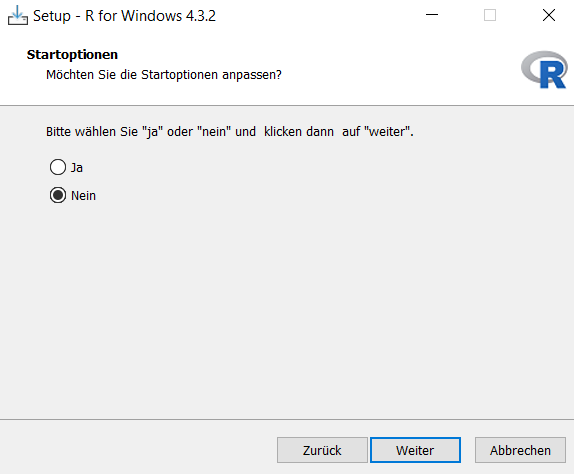 Setup - R for Windows 4.3.2
Startoptionen
Möchten Sie die Startoptionen anpassen?
R
Bitte wählen Sie "ja" oder "nein" und  klicken dann  auf "weiter".
Ja
Nein
Zurück
Weiter
Abbrechen